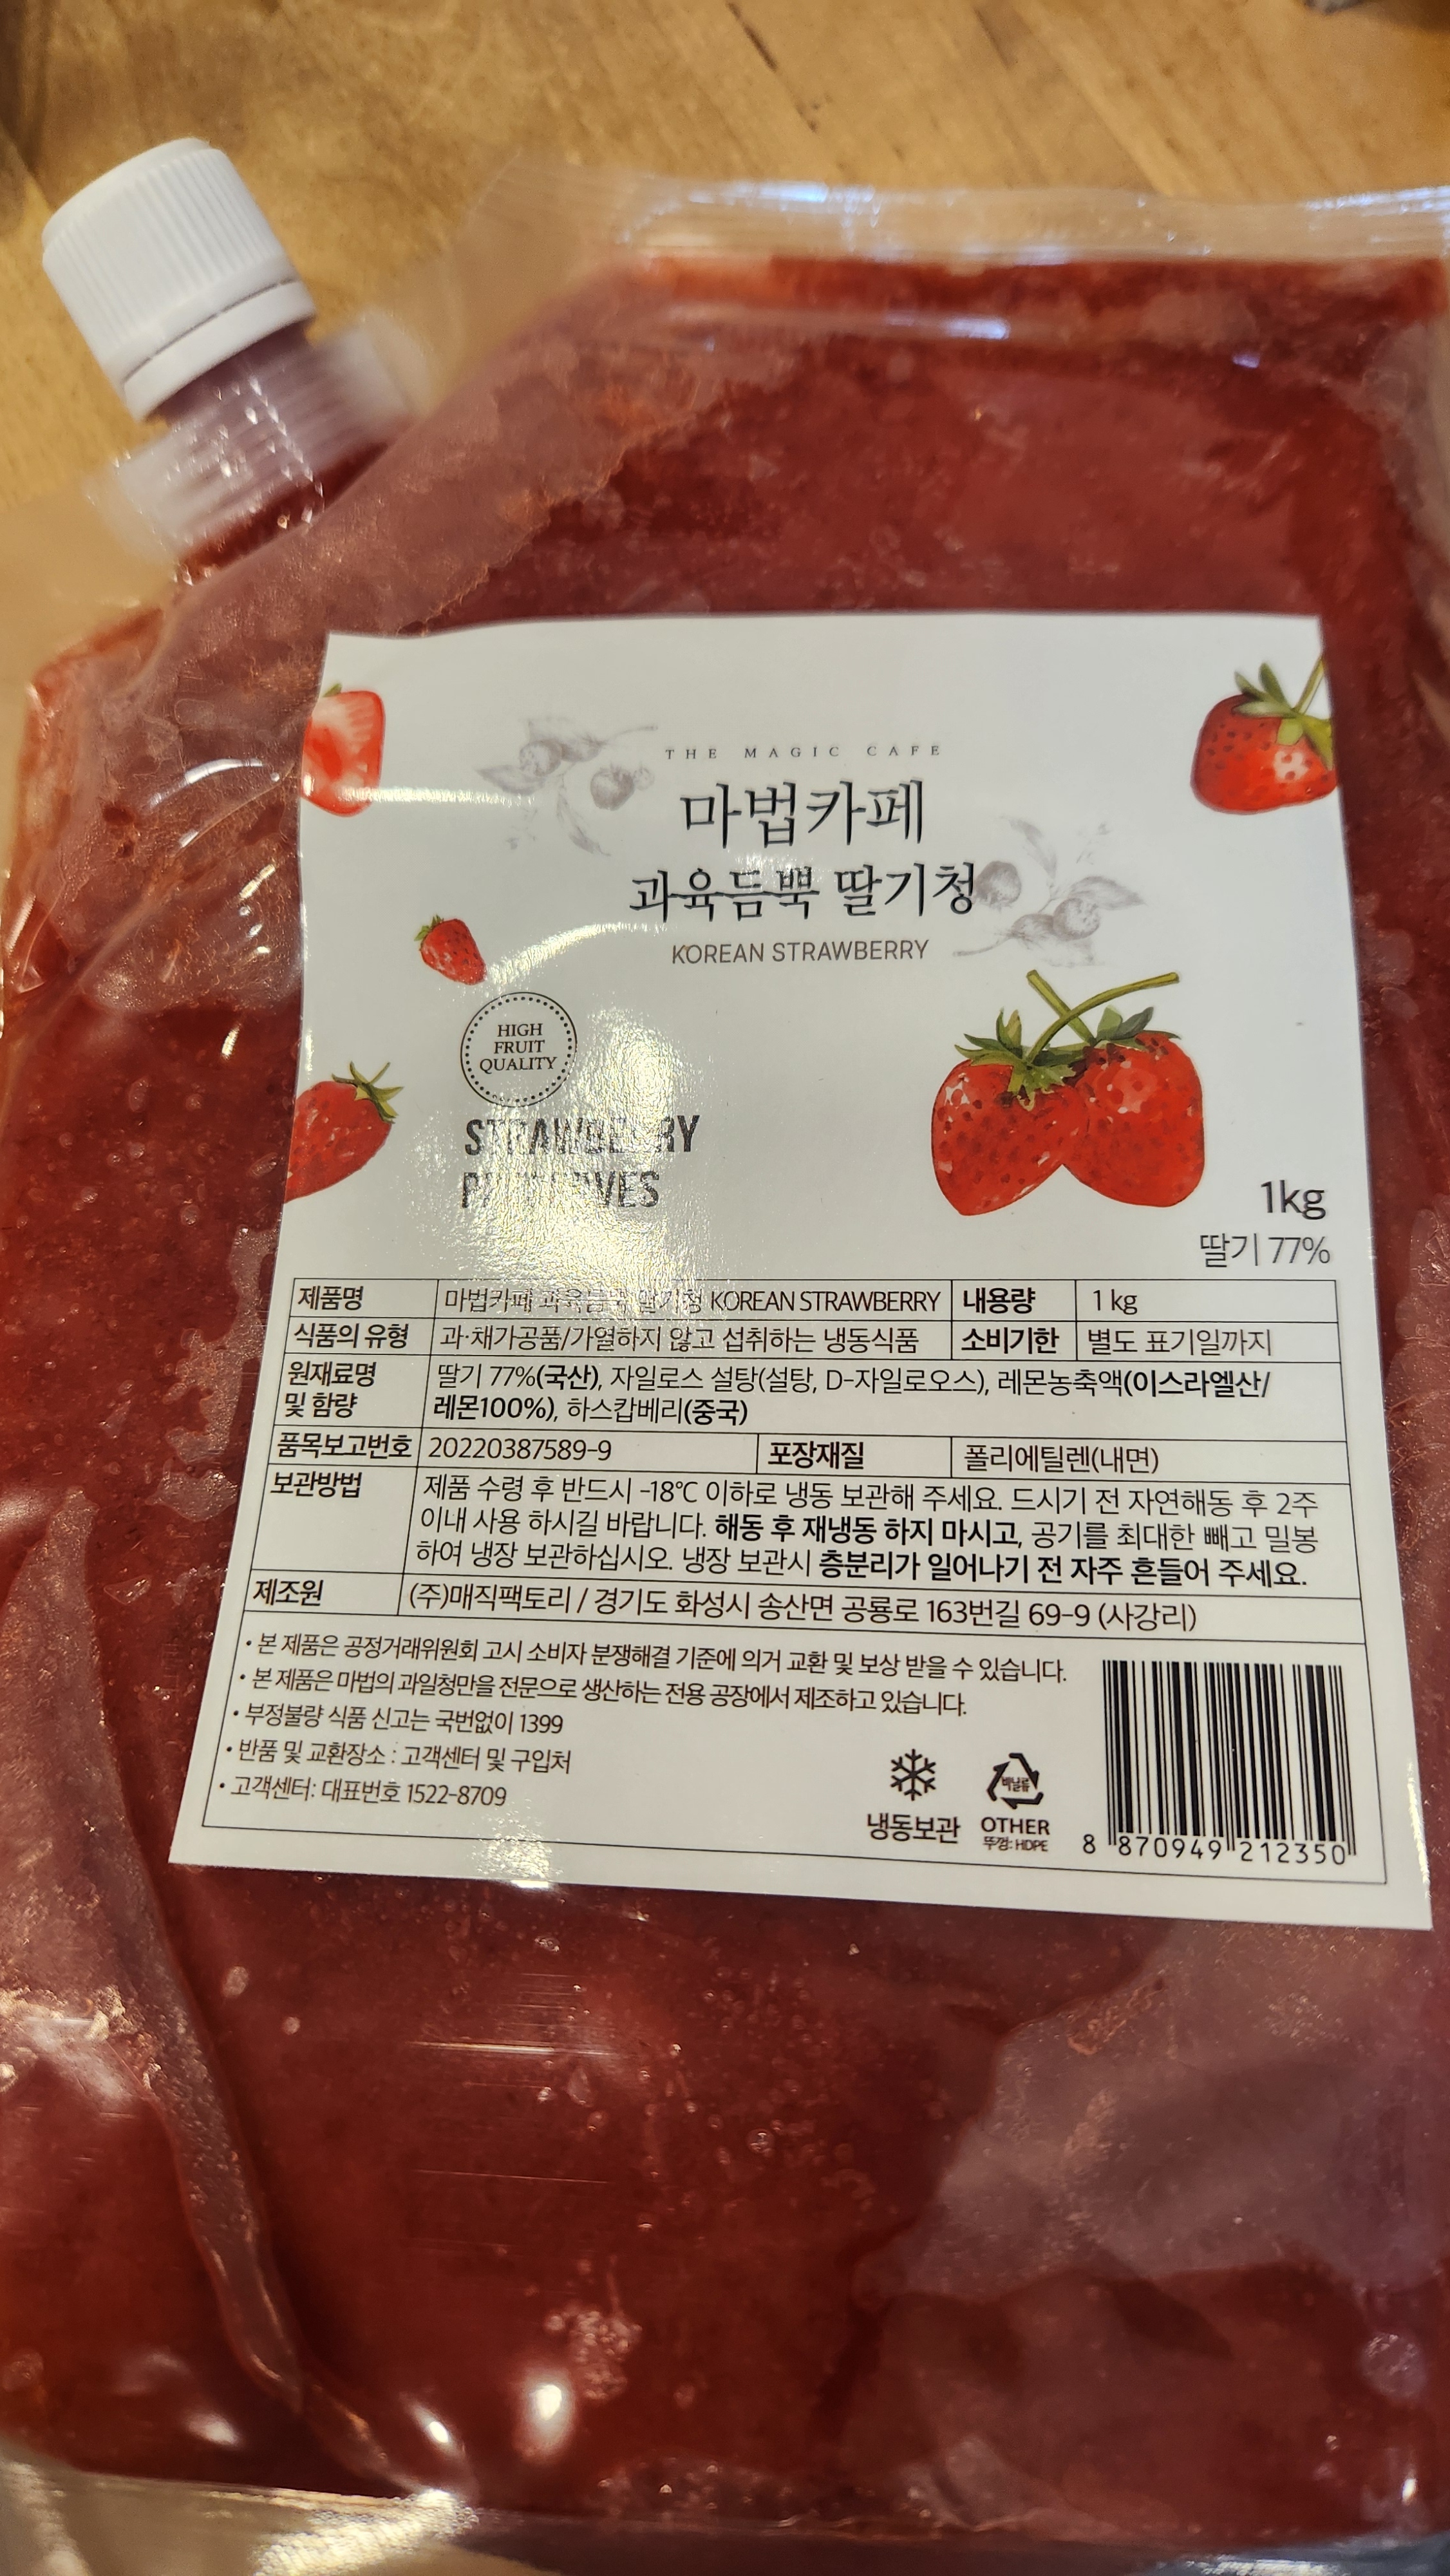 THE MAGIC CAFE
마법카페
과육듬뿍 딸기청
KOREAN STRAWBERRY
HIGH
FRUIT
QUALITY
STRAWBERRY
PRESERVES
1kg
딸기 77%
제품명 마법카페 과육듬뿍 딸기청 KOREAN STRAWBERRY 내용량 1 kg
식품의 유형 과·채가공품/가열하지 않고 섭취하는 냉동식품 소비기한 별도 표기일까지
원재료명 딸기 77%(국산), 자일로스 설탕(설탕, D-자일로오스), 레몬농축액(이스라엘산/
및 함량 레몬100%), 하스캅베리(중국)
품목보고번호 20220387589-9 포장재질 폴리에틸렌(내면)
보관방법 제품 수령 후 반드시 -18℃ 이하로 냉동 보관해 주세요. 드시기 전 자연해동 후 2주
이내 사용 하시길 바랍니다. 해동 후 재냉동 하지 마시고, 공기를 최대한 빼고 밀봉
하여 냉장 보관하십시오. 냉장 보관시 층분리가 일어나기 전 자주 흔들어 주세요.
제조원 (주)매직팩토리 / 경기도 화성시 송산면 공룡로 163번길 69-9 (사강리)
• 본 제품은 공정거래위원회 고시 소비자 분쟁해결 기준에 의거 교환 및 보상 받을 수 있습니다.
• 본 제품은 마법의 과일청만을 전문으로 생산하는 전용 공장에서 제조하고 있습니다.
• 부정불량 식품 신고는 국번없이 1399
• 반품 및 교환장소 : 고객센터 및 구입처
• 고객센터: 대표번호 1522-8709
냉동보관
비닐류
OTHER
뚜껑: HDPE
8 870949 212350